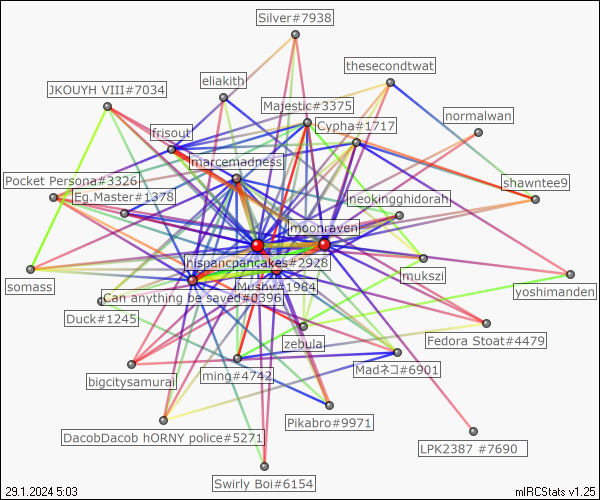 Silver#7938
thesecondtwat
eliakith
JKOUYH VIII#7034
Majestic#3375
normalwan
Cypha#1717
frisout
marcemadness
Pocket Persona#3326
shawntee9
Eg.Master#1378
neokingghidorah
moonraven
hispancpancakes#2928
mukszi
somass
Mushy#1984
yoshimanden
Can anything be saved#0396
Duck#1245
Fedora Stoat#4479
zebula
Madネコ#6901
ming#4742
bigcitysamurai
Pikabro#9971
DacobDacob hORNY police#5271
LPK2387 #7690
Swirly Boi#6154
29.1.2024 5:03
mIRCStats v1.25